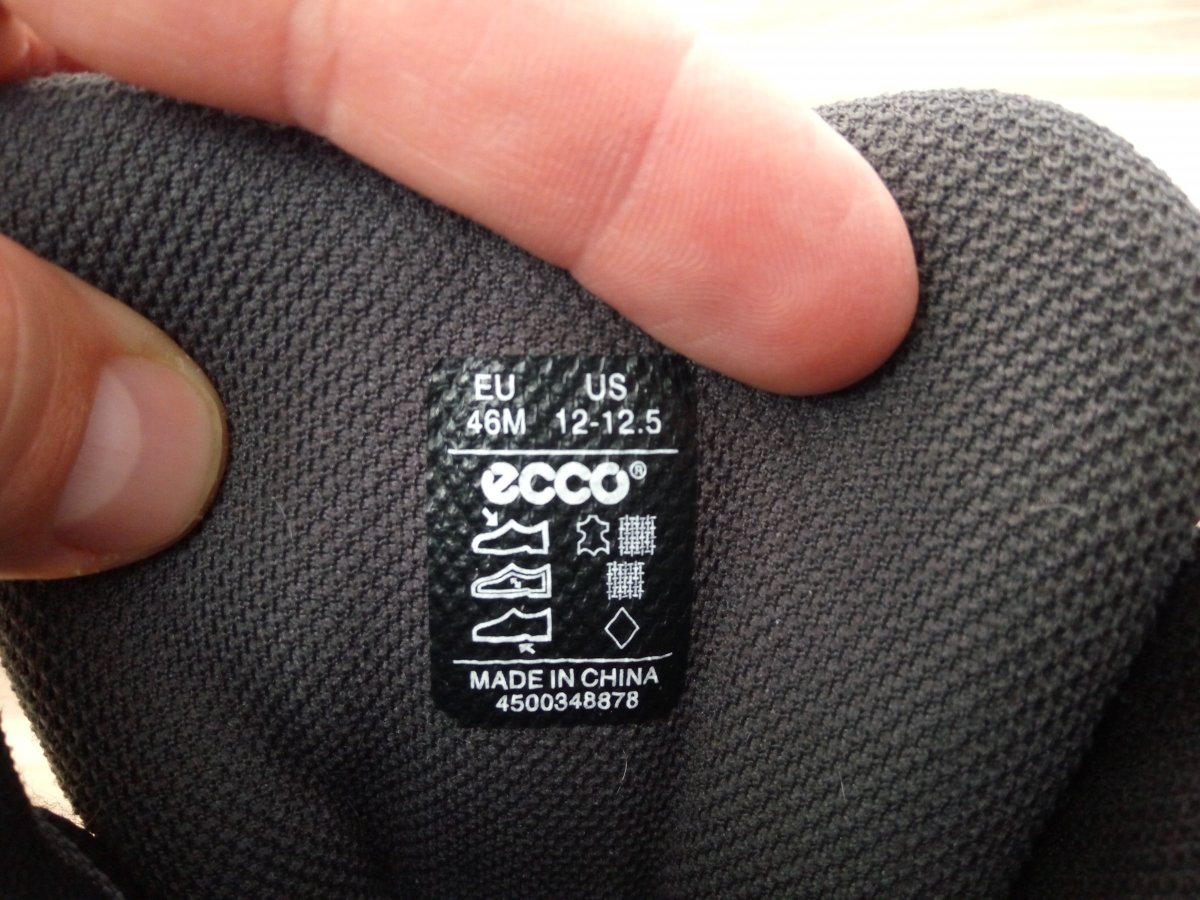 EU US
46M 12-12.5
ecco®
MADE IN CHINA
4500348878